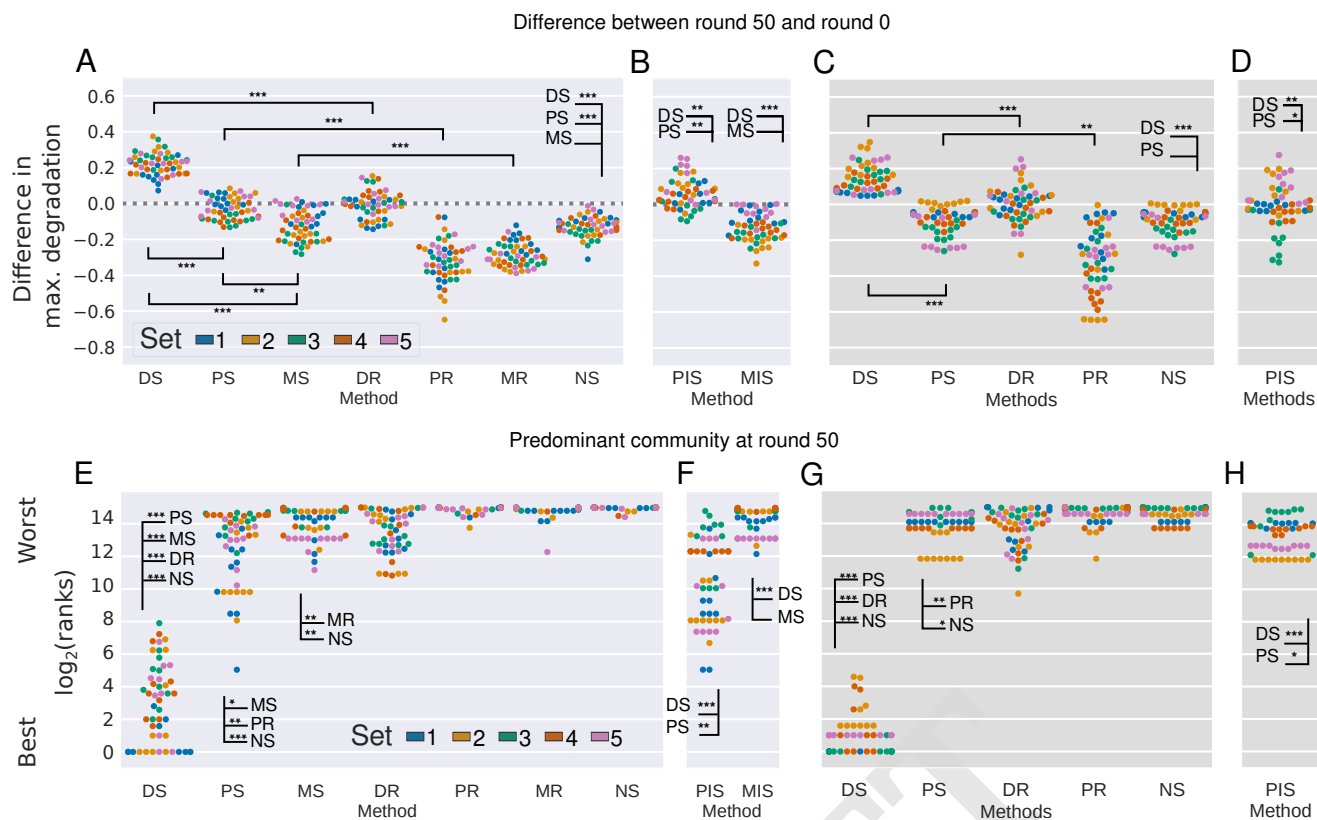 Difference between round 50 and round 0
A
B
C
D
Difference in
max. degradation
0.6
0.4
0.2
0.0
−0.2
−0.4
−0.6
−0.8
***
***
***
***
**
***
DS ***
PS ***
MS
Set 1 2 3 4 5
DS PS MS DR PR MR NS
Method
DS **
PS **
DS ***
MS
PIS MIS
Method
***
**
***
DS ***
PS
DS PS DR PR NS
Methods
DS **
PS *
PIS
Methods
Predominant community at round 50
E
F
G
H
Worst
Best
log₂(ranks)
14
12
10
8
6
4
2
0
*** PS
*** MS
*** DR
*** NS
* MS
** PR
*** NS
** MR
** NS
Set 1 2 3 4 5
DS PS MS DR PR MR NS
Method
*** DS
MS
DS ***
PS **
PIS MIS
Method
*** PS
*** DR
*** NS
** PR
* NS
DS PS DR PR NS
Methods
DS ***
PS *
PIS
Method